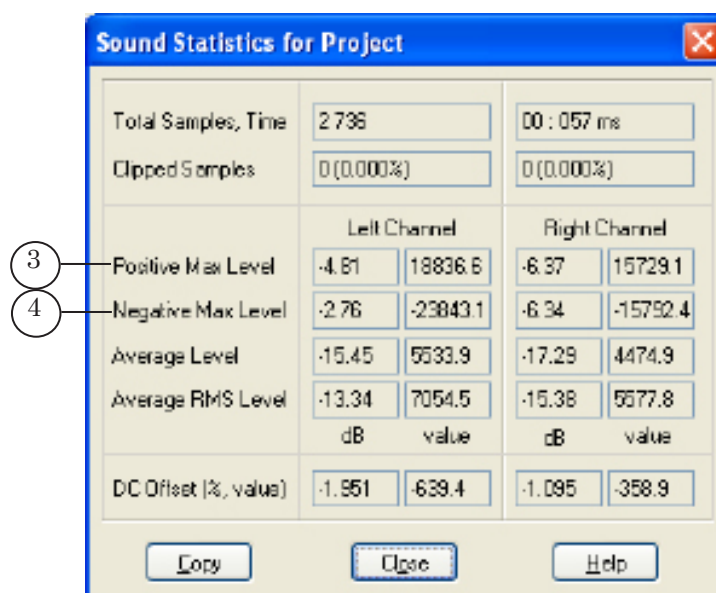 Sound Statistics for Project
Total Samples, Time 2 736 00 : 057 ms
Clipped Samples 0 (0.000%) 0 (0.000%)
Left Channel Right Channel
3 Positive Max Level -4.81 18836.6 -6.37 15729.1
4 Negative Max Level -2.76 -23843.1 -6.34 -15792.4
Average Level -15.45 5533.9 -17.29 4474.9
Average RMS Level -13.34 7054.5 -15.38 5577.8
dB value dB value
DC Offset (%, value) -1.951 -639.4 -1.095 -358.9
Copy Close Help